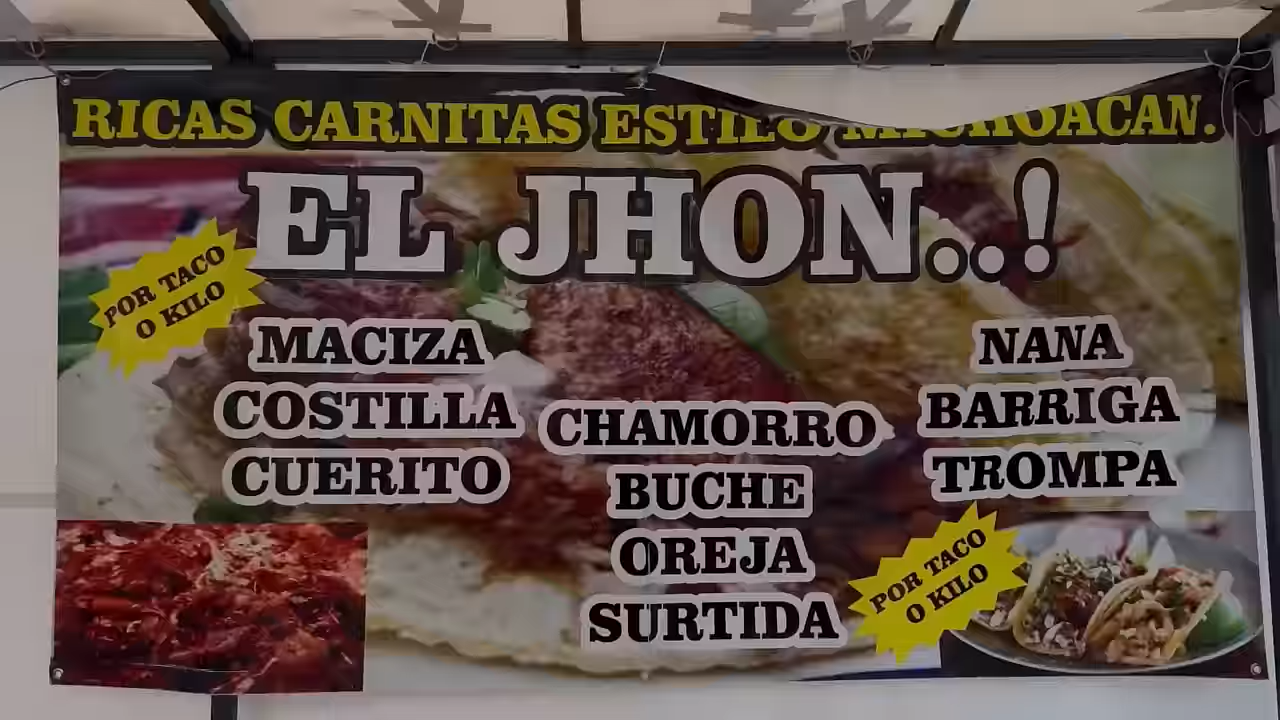 RICAS CARNITAS ESTILO MICHOACAN.
EL JHON..!
POR TACO
O KILO
MACIZA
COSTILLA
CUERITO
CHAMORRO
BUCHE
OREJA
SURTIDA
NANA
BARRIGA
TROMPA
POR TACO
O KILO